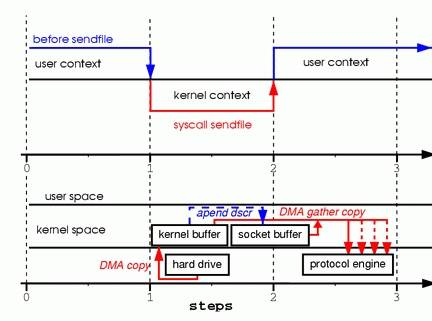 before sendfile
user context
user context
kernel context
syscall sendfile
0 1 2 3
user space
apend dscr DMA gather copy
kernel space
kernel buffer socket buffer
DMA copy
hard drive
protocol engine
0 1 2 3
steps